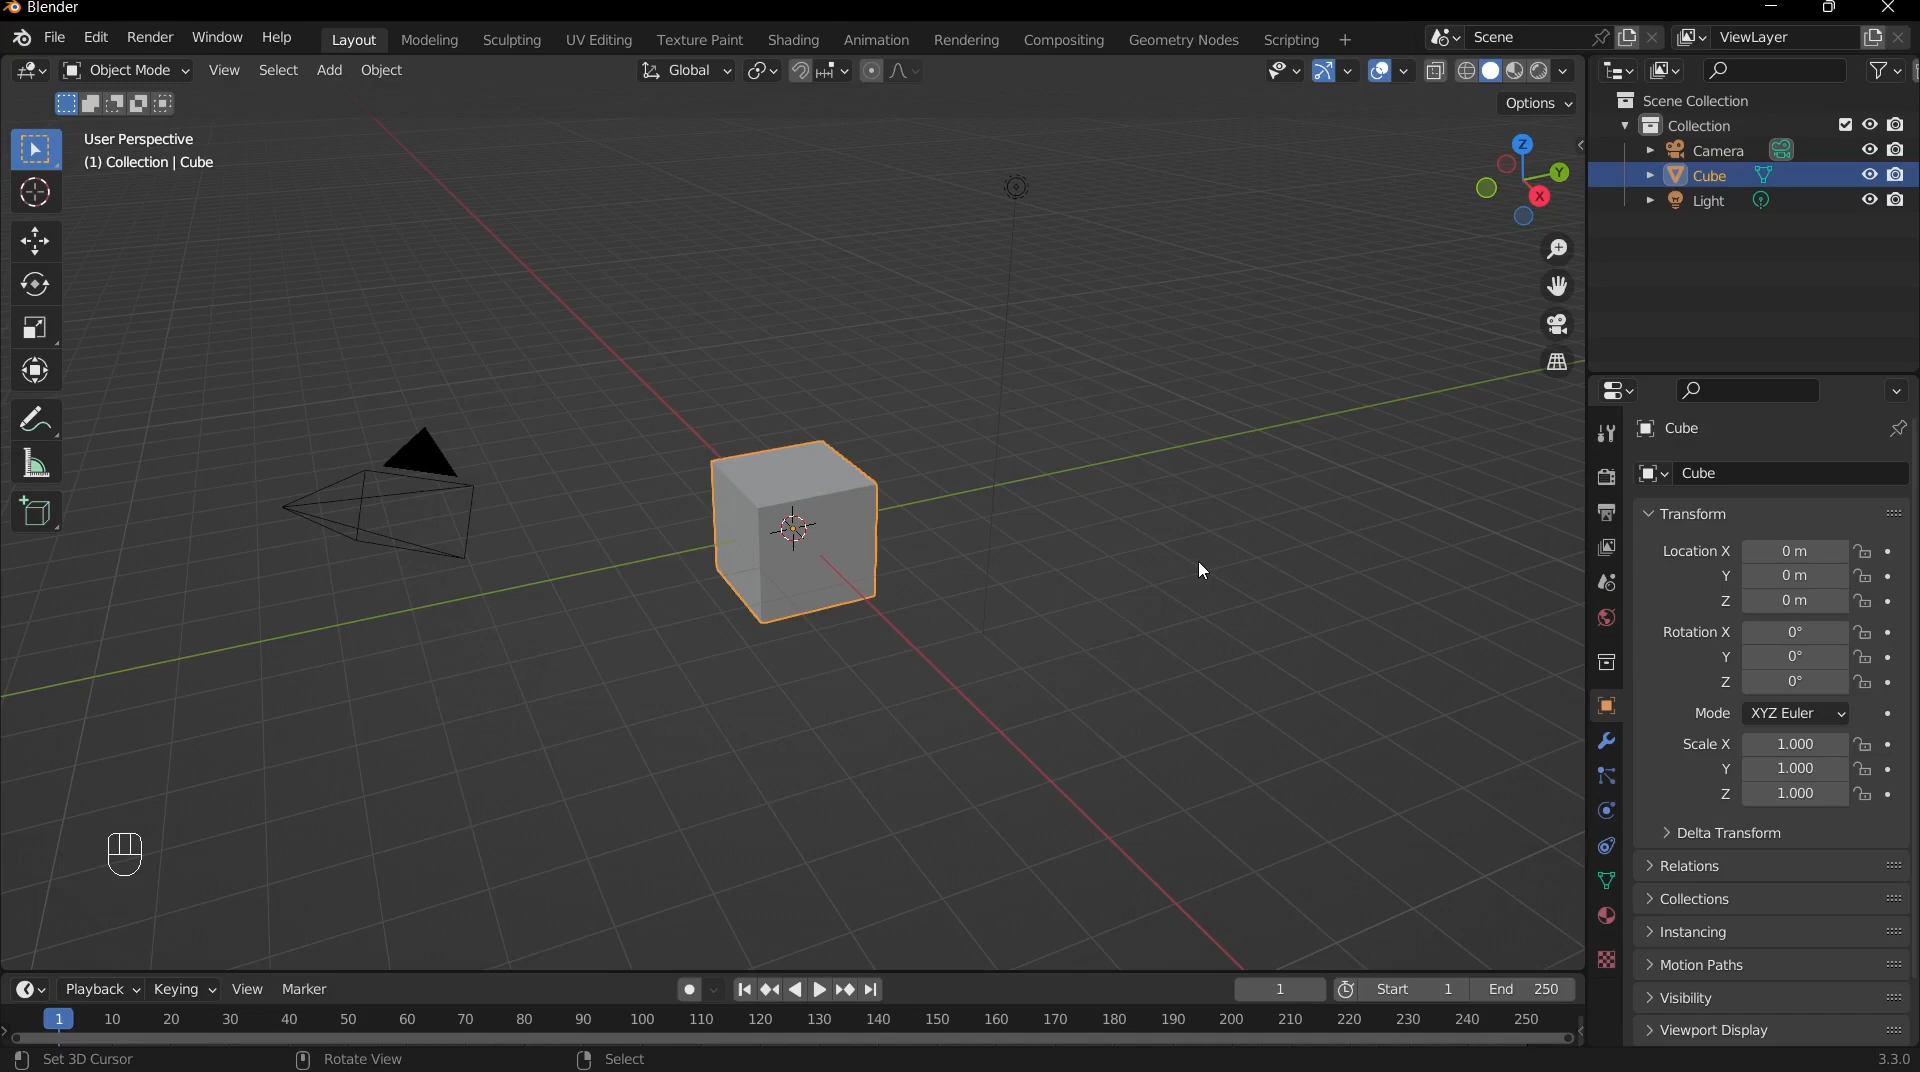 Blender
File Edit Render Window Help Layout Modeling Sculpting UV Editing Texture Paint Shading Animation Rendering Compositing Geometry Nodes Scripting + Scene ViewLayer
Object Mode View Select Add Object Global
Options
User Perspective
(1) Collection | Cube
Z
Y
X
Scene Collection
Collection
Camera
Cube
Light
Cube
Cube
Transform
Location X 0 m
Y 0 m
Z 0 m
Rotation X 0°
Y 0°
Z 0°
Mode XYZ Euler
Scale X 1.000
Y 1.000
Z 1.000
Delta Transform
Relations
Collections
Instancing
Motion Paths
Visibility
Viewport Display
Playback Keying View Marker 1 Start 1 End 250
1 10 20 30 40 50 60 70 80 90 100 110 120 130 140 150 160 170 180 190 200 210 220 230 240 250
Set 3D Cursor Rotate View Select 3.3.0